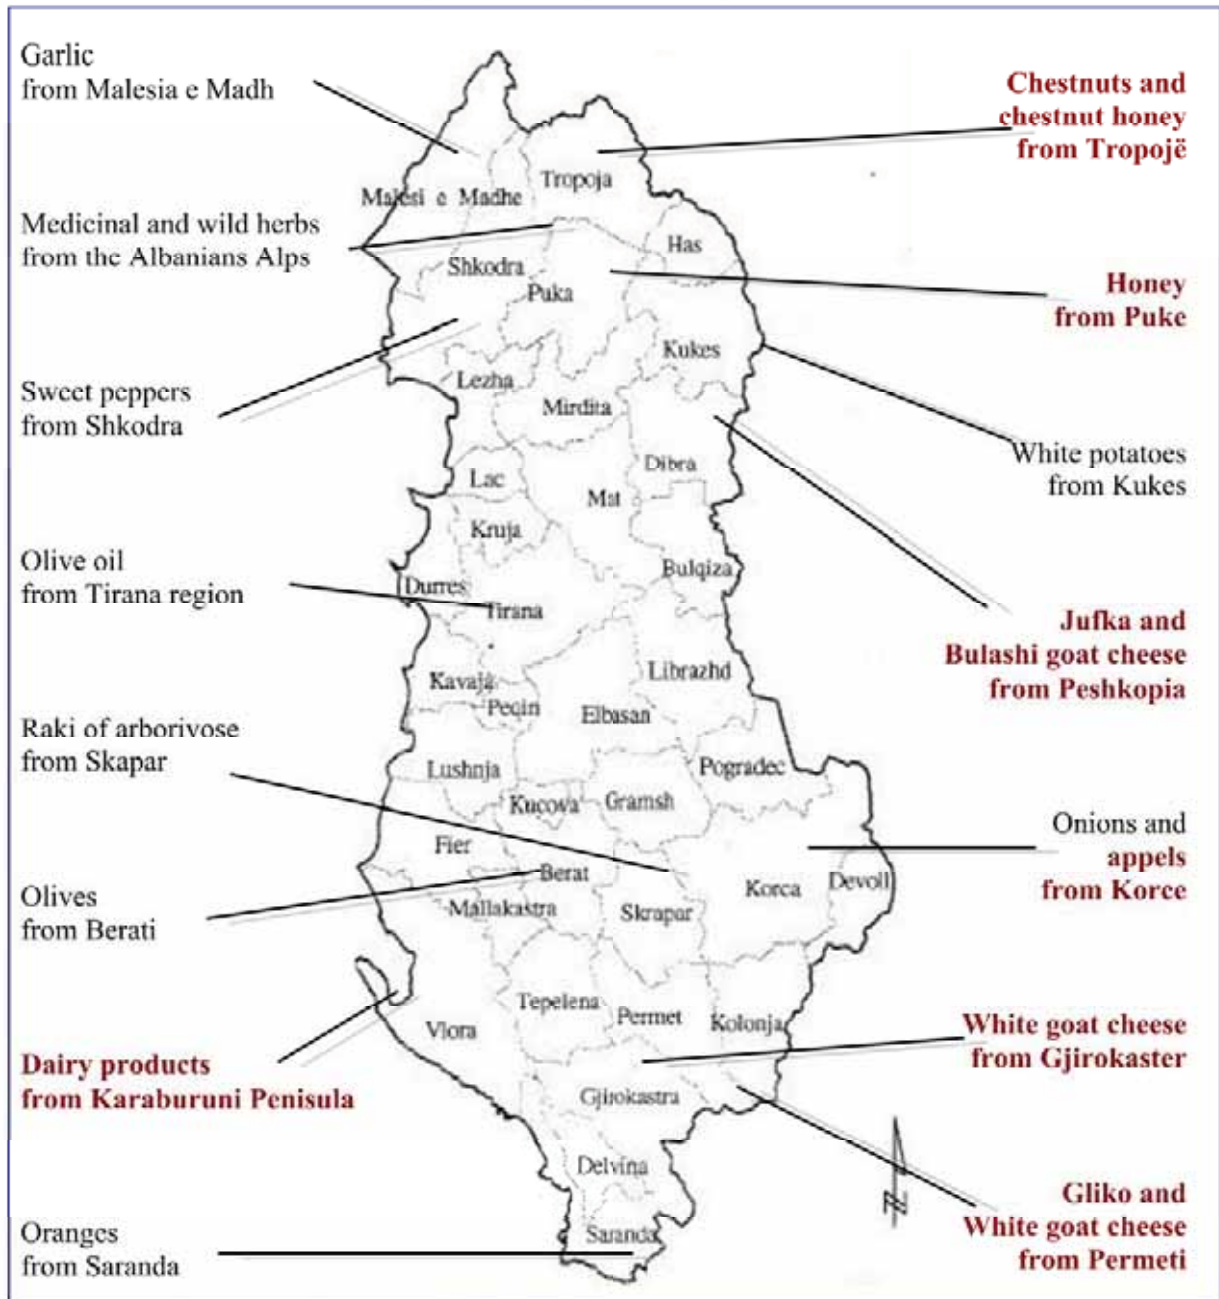 Garlic
from Malesia e Madh
Medicinal and wild herbs
from the Albanians Alps
Sweet peppers
from Shkodra
Olive oil
from Tirana region
Raki of arborivose
from Skapar
Olives
from Berati
Dairy products
from Karaburuni Penisula
Oranges
from Saranda
Malesi e Madhe
Tropoja
Has
Shkodra
Puka
Kukes
Lezha
Mirdita
Dibra
Lac
Mat
Kruja
Bulqiza
Durres
Tirana
Librazhd
Kavaja
Peqin
Elbasan
Pogradec
Lushnja
Kucova
Gramsh
Fier
Berat
Korca
Devoll
Mallakastra
Skrapar
Tepelena
Permet
Kolonja
Vlora
Gjirokastra
Delvina
Saranda
Chestnuts and
chestnut honey
from Tropojë
Honey
from Puke
White potatoes
from Kukes
Jufka and
Bulashi goat cheese
from Peshkopia
Onions and
appels
from Korce
White goat cheese
from Gjirokaster
Gliko and
White goat cheese
from Permeti